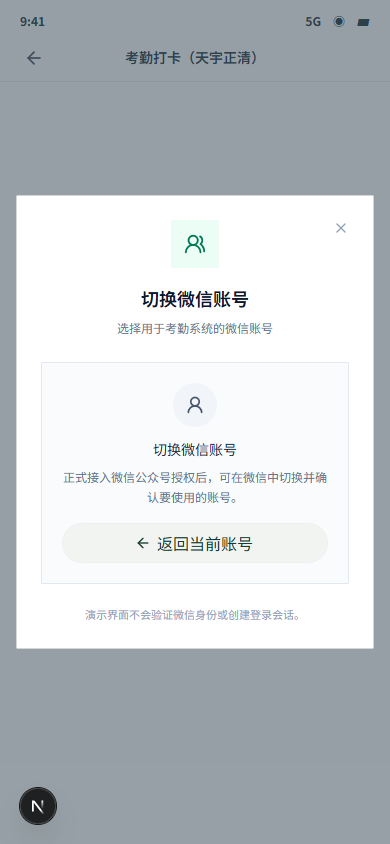 9:41
5G
考勤打卡（天宇正清）
切换微信账号
选择用于考勤系统的微信账号
切换微信账号
正式接入微信公众号授权后，可在微信中切换并确
认要使用的账号。
返回当前账号
演示界面不会验证微信身份或创建登录会话。
N